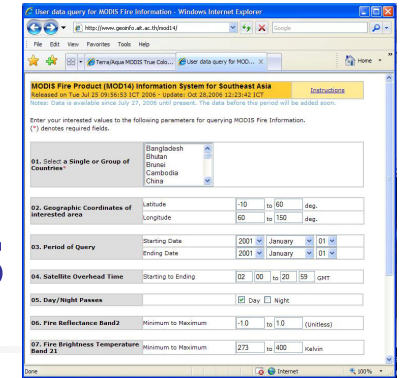 User data query for MODIS Fire Information - Windows Internet Explorer
http://www.geoinfo.ait.ac.th/mod14/
Google
File Edit View Favorites Tools Help
Terra/Aqua MODIS True Colo... User data query for MOD... X Home
MODIS Fire Product (MOD14) Information System for Southeast Asia
Released on Tue Jul 25 09:56:53 ICT 2006 - Update: Oct 28,2006 12:23:42 ICT
Instructions
Notes: Data is available since July 27, 2006 until present. The data before this period will be added soon.
Enter your interested values to the following parameters for querying MODIS Fire Information.
(*) denotes required fields.
01. Select a Single or Group of Countries*
Bangladesh
Bhutan
Brunei
Cambodia
China
02. Geographic Coordinates of interested area
Latitude -10 to 60 deg.
Longitude 60 to 150 deg.
03. Period of Query
Starting Date 2001 January 01
Ending Date 2001 January 01
04. Satellite Overhead Time Starting to Ending 02 00 to 20 59 GMT
05. Day/Night Passes Day Night
06. Fire Reflectance Band2 Minimum to Maximum -1.0 to 1.0 (Unitless)
07. Fire Brightness Temperature Band 21 Minimum to Maximum 273 to 400 Kelvin
Done Internet 100%